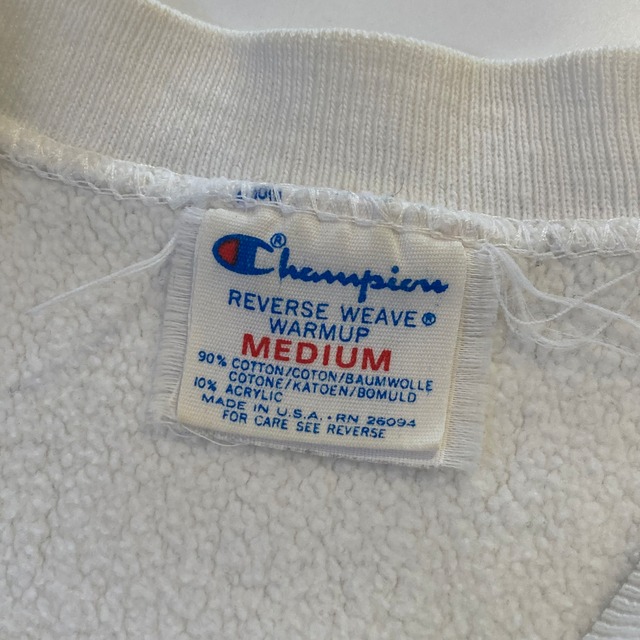 Champion®
REVERSE WEAVE®
WARMUP
MEDIUM
90% COTTON/COTON/BAUMWOLLE
COTONE/KATOEN/BOMULD
10% ACRYLIC
MADE IN U.S.A. · RN 26094
FOR CARE SEE REVERSE